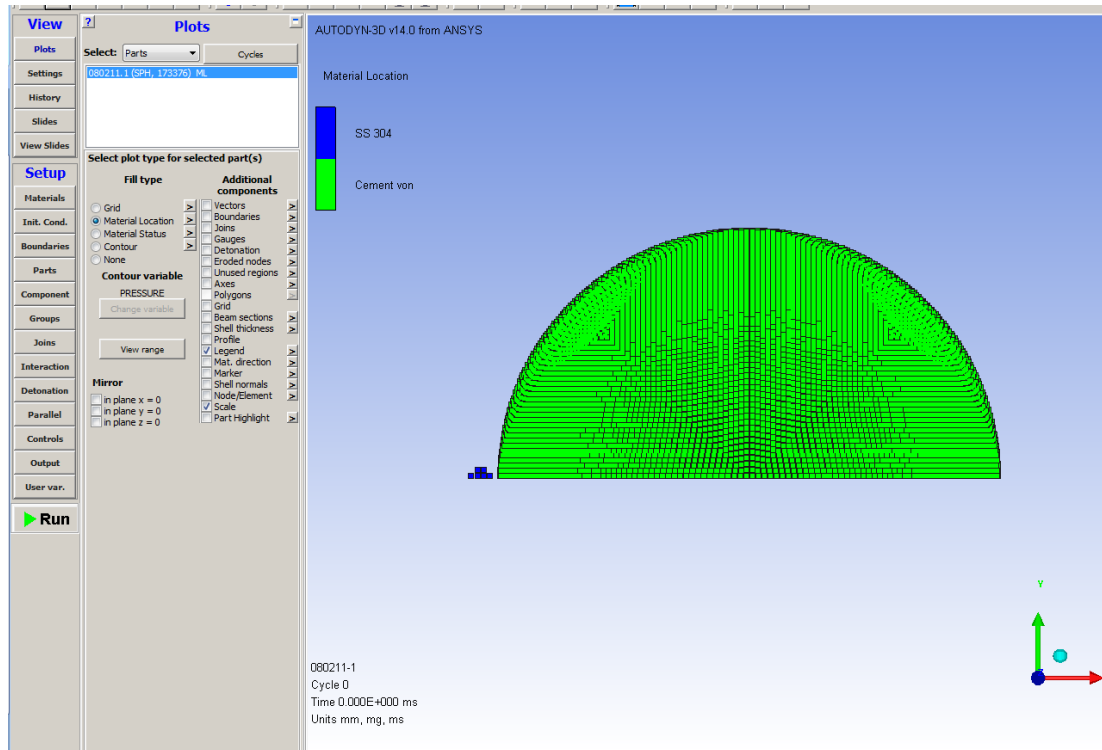 View
Plots
Settings
History
Slides
View Slides
Setup
Materials
Init. Cond.
Boundaries
Parts
Component
Groups
Joins
Interaction
Detonation
Parallel
Controls
Output
User var.
Run
?
Plots
Select: Parts
Cycles
080211.1 (SPH, 173376) ML
Select plot type for selected part(s)
Fill type
Grid
Material Location
Material Status
Contour
None
Contour variable
PRESSURE
Change variable
View range
Mirror
in plane x = 0
in plane y = 0
in plane z = 0
Additional
components
Vectors
Boundaries
Joins
Gauges
Detonation
Eroded nodes
Unused regions
Axes
Polygons
Grid
Beam sections
Shell thickness
Profile
Legend
Mat. direction
Marker
Shell normals
Node/Element
Scale
Part Highlight
AUTODYN-3D v14.0 from ANSYS
Material Location
SS 304
Cement von
Y
080211-1
Cycle 0
Time 0.000E+000 ms
Units mm, mg, ms